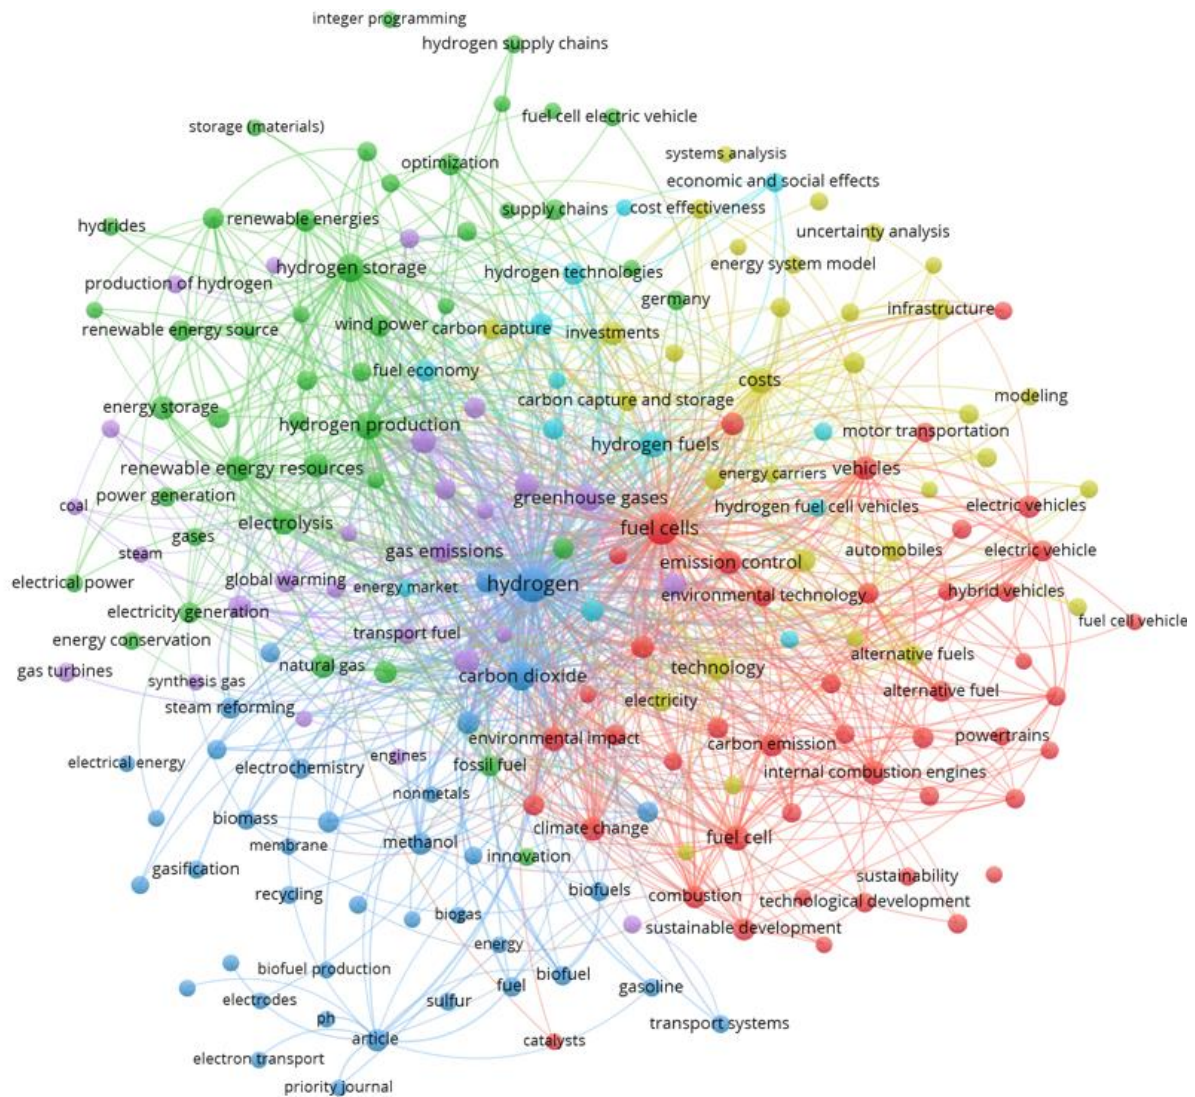 integer programming
hydrogen supply chains
fuel cell electric vehicle
storage (materials)
systems analysis
optimization
economic and social effects
supply chains
cost effectiveness
hydrides
renewable energies
uncertainty analysis
hydrogen storage
hydrogen technologies
energy system model
production of hydrogen
germany
infrastructure
renewable energy source
wind power
carbon capture
investments
fuel economy
costs
modeling
energy storage
carbon capture and storage
hydrogen production
hydrogen fuels
motor transportation
renewable energy resources
energy carriers
vehicles
power generation
greenhouse gases
coal
hydrogen fuel cell vehicles
electric vehicles
electrolysis
fuel cells
gases
steam
gas emissions
automobiles
electric vehicle
emission control
electrical power
global warming
energy market
hydrogen
environmental technology
hybrid vehicles
electricity generation
fuel cell vehicle
energy conservation
transport fuel
alternative fuels
gas turbines
natural gas
carbon dioxide
technology
synthesis gas
alternative fuel
steam reforming
electricity
environmental impact
carbon emission
powertrains
electrical energy
electrochemistry
engines
fossil fuel
internal combustion engines
nonmetals
biomass
climate change
fuel cell
membrane
methanol
innovation
gasification
sustainability
recycling
biofuels
combustion
technological development
biogas
sustainable development
energy
biofuel production
biofuel
fuel
gasoline
electrodes
sulfur
ph
transport systems
article
catalysts
electron transport
priority journal